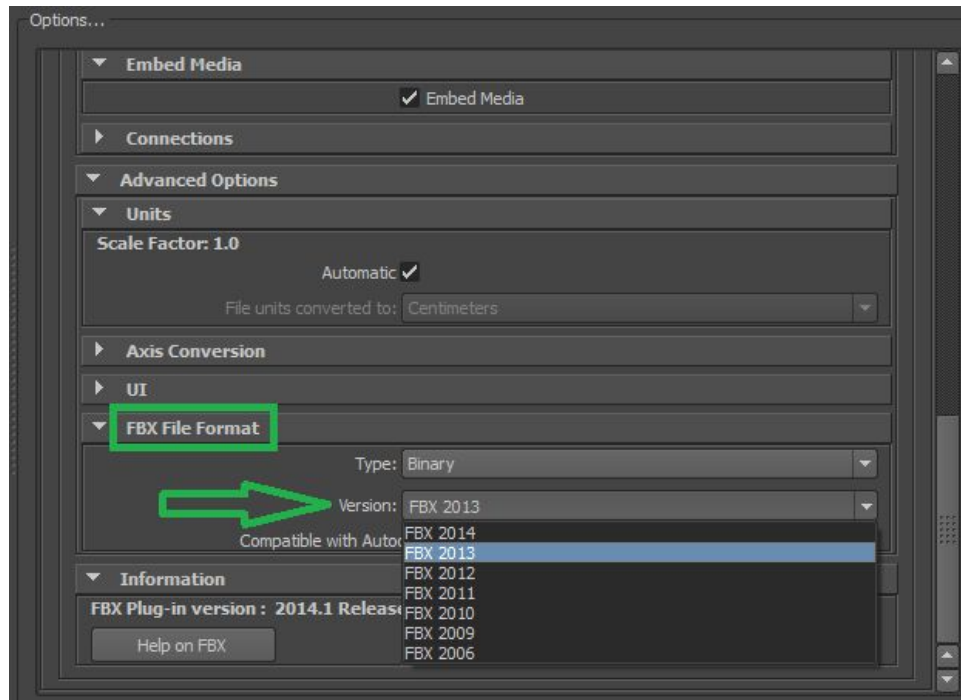 Options...
Embed Media
Embed Media
Connections
Advanced Options
Units
Scale Factor: 1.0
Automatic
File units converted to: Centimeters
Axis Conversion
UI
FBX File Format
Type: Binary
Version: FBX 2013
FBX 2014
Compatible with
FBX 2013
FBX 2012
Information
FBX 2011
FBX Plug-in version : 2014.1
FBX 2010
FBX 2009
Help on FBX
FBX 2006